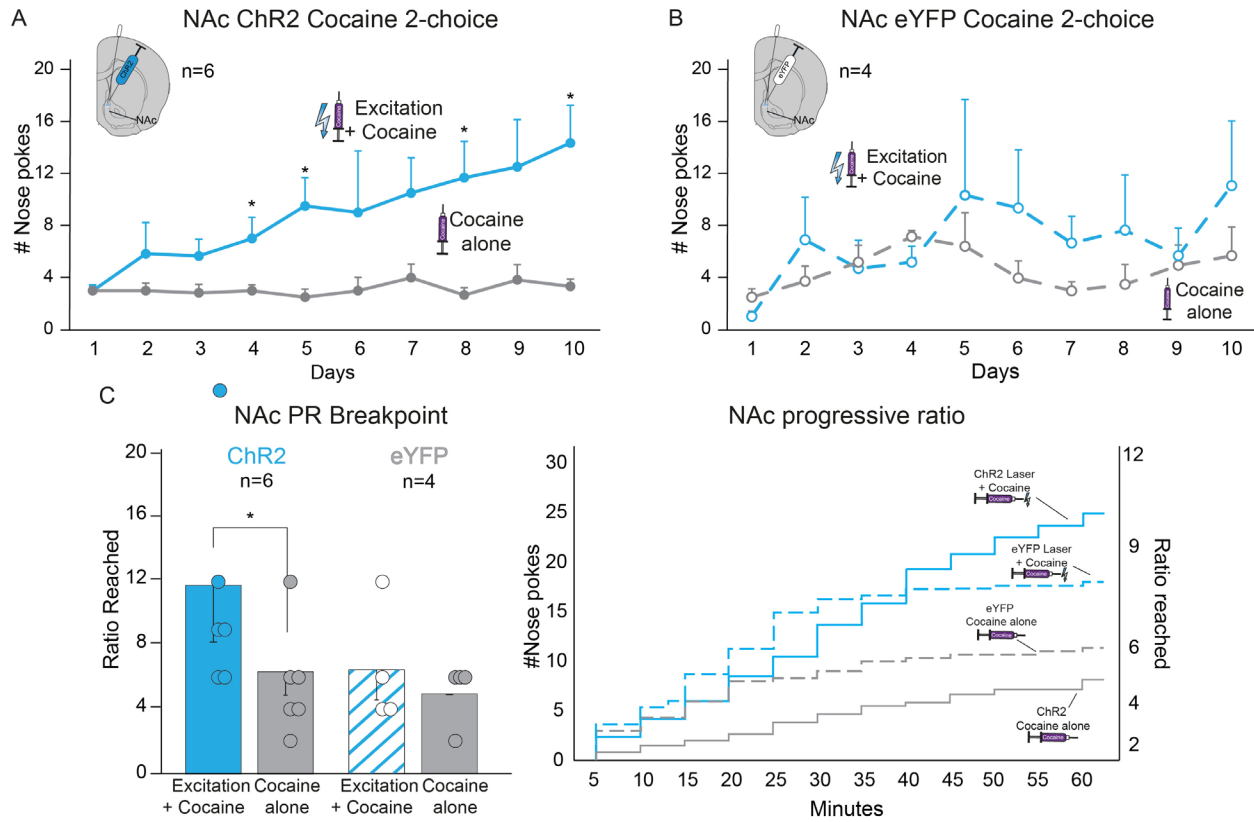 A
NAc ChR2 Cocaine 2-choice
20
16
12
8
4
0
# Nose pokes
ChR2
NAc
n=6
Cocaine
Excitation
+ Cocaine
Cocaine
Cocaine
alone
*
*
*
*
1 2 3 4 5 6 7 8 9 10
Days
B
NAc eYFP Cocaine 2-choice
20
16
12
8
4
0
# Nose pokes
eYFP
NAc
n=4
Cocaine
Excitation
+ Cocaine
Cocaine
Cocaine
alone
1 2 3 4 5 6 7 8 9 10
Days
C
NAc PR Breakpoint
20
16
12
8
4
0
Ratio Reached
ChR2
n=6
eYFP
n=4
*
Excitation
+ Cocaine
Cocaine
alone
Excitation
+ Cocaine
Cocaine
alone
NAc progressive ratio
30
25
20
15
10
5
0
#Nose pokes
12
9
6
4
2
Ratio reached
ChR2 Laser
+ Cocaine
Cocaine
eYFP Laser
+ Cocaine
Cocaine
eYFP
Cocaine alone
Cocaine
ChR2
Cocaine alone
Cocaine
5 10 15 20 25 30 35 40 45 50 55 60
Minutes